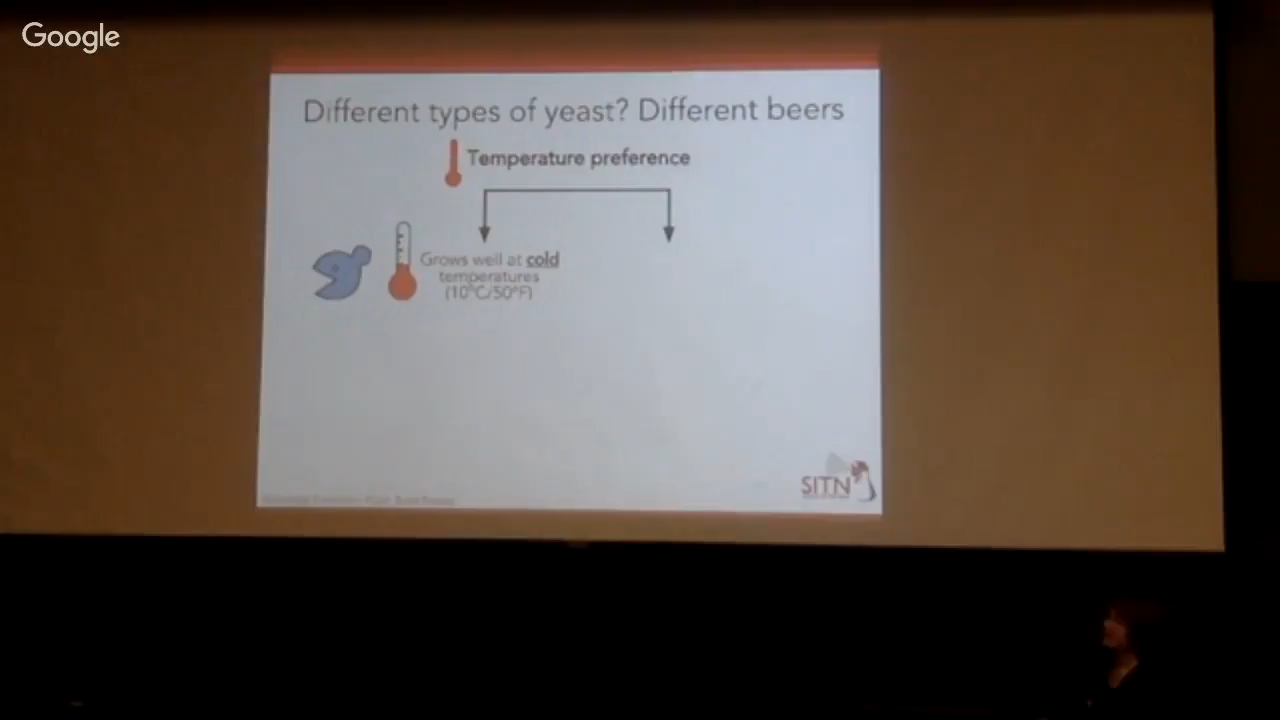 Google
Different types of yeast? Different beers
Temperature preference
Grows well at cold
temperatures
(10°C/50°F)
SITN